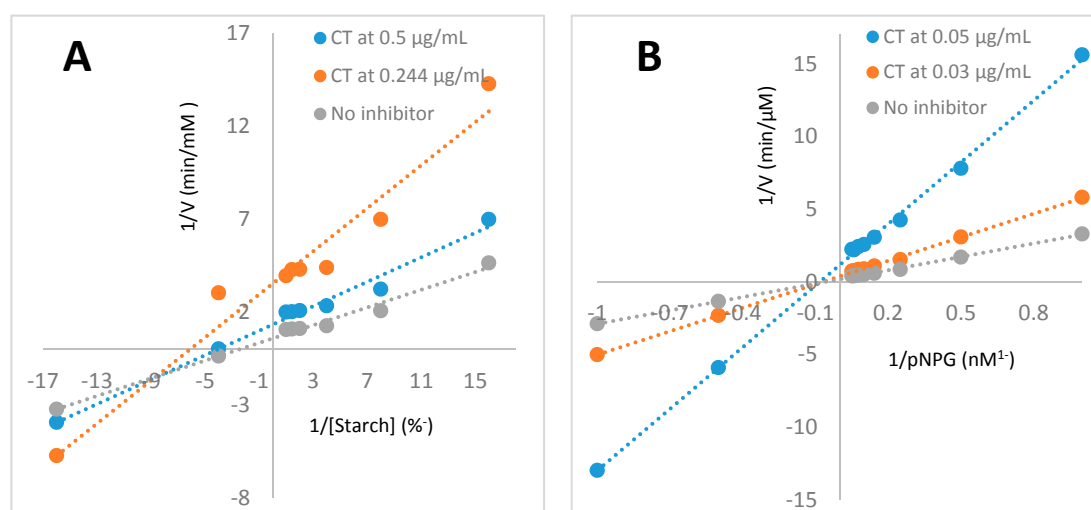 A
CT at 0.5 µg/mL
CT at 0.244 µg/mL
No inhibitor
1/V (min/mM )
17
12
7
2
-3
-8
-17 -13 -9 -5 -1 3 7 11 15
1/[Starch] (%-)
B
CT at 0.05 µg/mL
CT at 0.03 µg/mL
No inhibitor
1/V (min/µM)
15
10
5
0
-5
-10
-15
-1 -0.7 -0.4 -0.1 0.2 0.5 0.8
1/pNPG (nM1-)